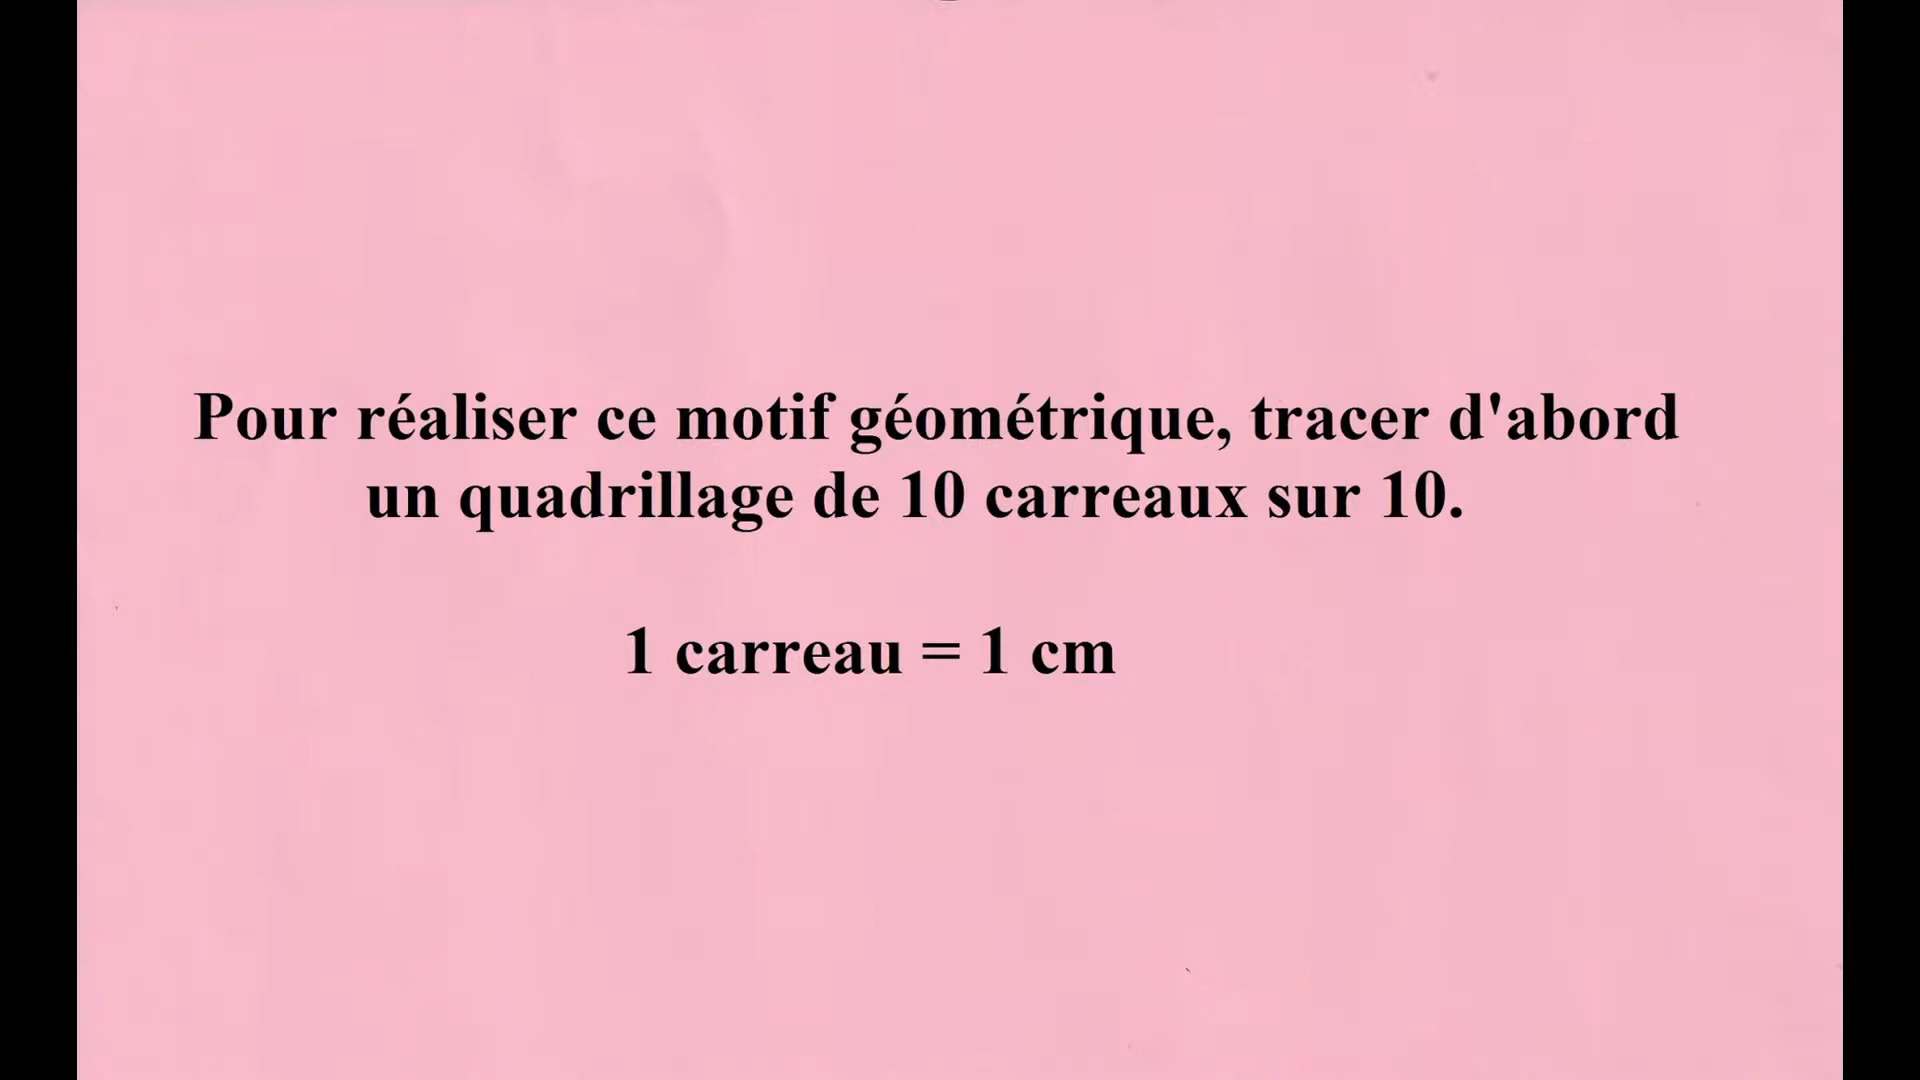 Pour réaliser ce motif géométrique, tracer d'abord
un quadrillage de 10 carreaux sur 10.
1 carreau = 1 cm